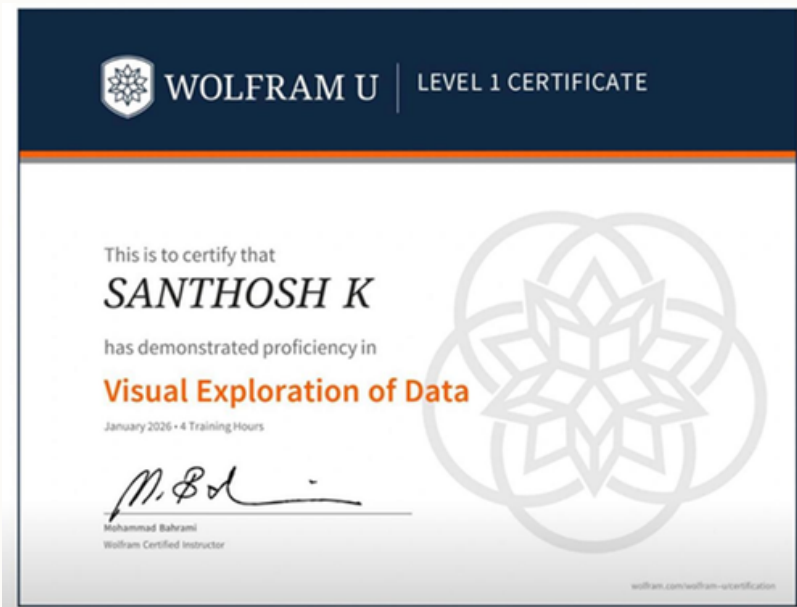 WOLFRAM U | LEVEL 1 CERTIFICATE
This is to certify that
SANTHOSH K
has demonstrated proficiency in
Visual Exploration of Data
January 2026 • 4 Training Hours
M. Bah
Mohammad Bahrami
Wolfram Certified Instructor
wolfram.com/wolfram-u/certification